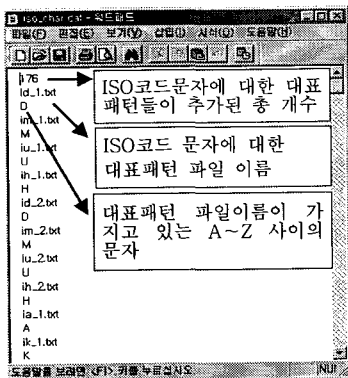 iso_char.cat - 워드패드
파일(F) 편집(E) 보기(V) 삽입(I) 서식(O) 도움말(H)
176
id_1.txt
D
im_1.txt
M
iu_1.txt
U
ih_1.txt
H
id_2.txt
D
im_2.txt
M
iu_2.txt
U
ih_2.txt
H
ia_1.txt
A
ik_1.txt
K
ISO코드문자에 대한 대표
패턴들이 추가된 총 개수
ISO코드 문자에 대한
대표패턴 파일 이름
대표패턴 파일이름이 가
지고 있는 A~Z 사이의
문자
도움말을 보려면 <F1> 키를 누르십시오
NUM